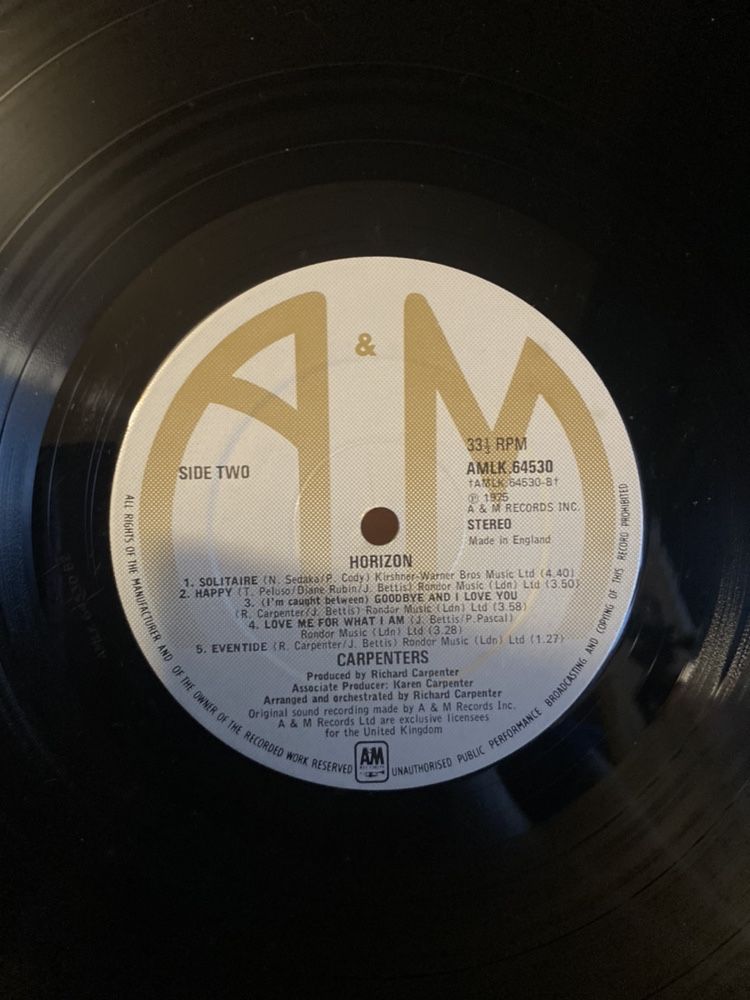 A & M
SIDE TWO
33⅓ RPM
AMLK.64530
†AMLK.64530-B†
℗ 1975
A & M RECORDS INC.
STEREO
Made in England
HORIZON
1. SOLITAIRE (N. Sedaka/P. Cody) Kirshner-Warner Bros Music Ltd (4.40)
2. HAPPY (T. Peluso/Diane Rubin/J. Bettis) Rondor Music (Ldn) Ltd (3.50)
3. (I'm caught between) GOODBYE AND I LOVE YOU
(R. Carpenter/J. Bettis) Rondor Music (Ldn) Ltd (3.58)
4. LOVE ME FOR WHAT I AM (J. Bettis/P. Pascal)
Rondor Music (Ldn) Ltd (3.28)
5. EVENTIDE (R. Carpenter/J. Bettis) Rondor Music (Ldn) Ltd (1.27)
CARPENTERS
Produced by Richard Carpenter
Associate Producer: Karen Carpenter
Arranged and orchestrated by Richard Carpenter
Original sound recording made by A & M Records Inc.
A & M Records Ltd are exclusive licensees
for the United Kingdom
ALL RIGHTS OF THE MANUFACTURER AND OF THE OWNER OF THE RECORDED WORK RESERVED
AM
UNAUTHORISED PUBLIC PERFORMANCE BROADCASTING AND COPYING OF THIS RECORD PROHIBITED